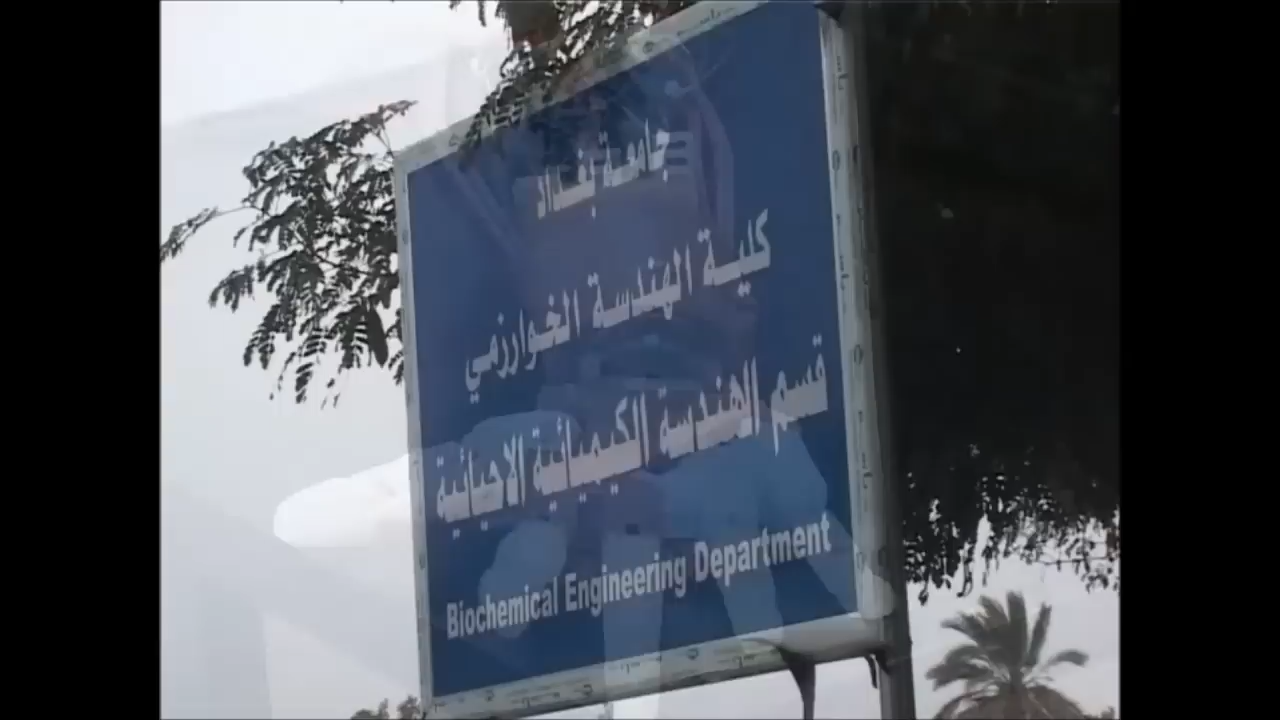 جامعة بغداد
كلية الهندسة الخوارزمي
قسم الهندسة الكيميائية الاحيائية
Biochemical Engineering Department